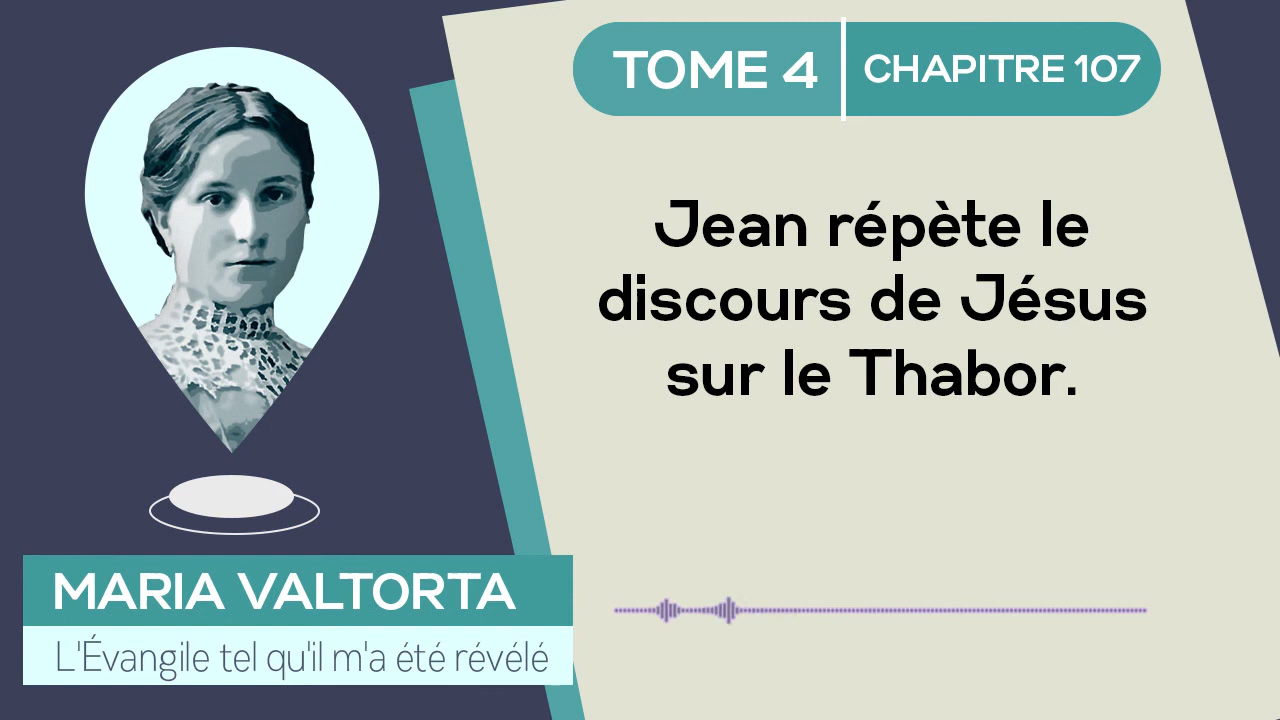 TOME 4
CHAPITRE 107
Jean répète le
discours de Jésus
sur le Thabor.
MARIA VALTORTA
L'Évangile tel qu'il m'a été révélé